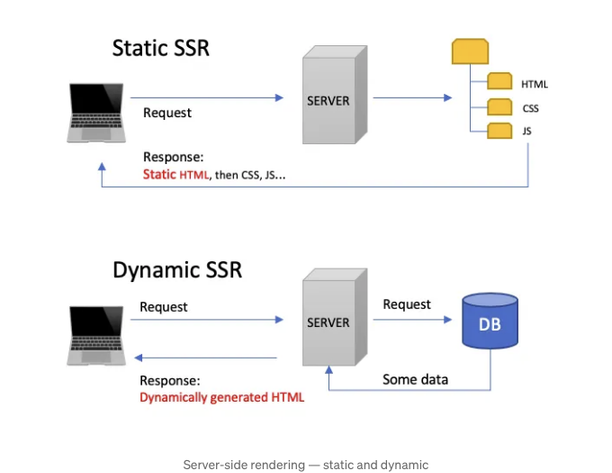 Static SSR
Request
SERVER
HTML
CSS
JS
Response:
Static HTML, then CSS, JS...
Dynamic SSR
Request
SERVER
Request
DB
Response:
Dynamically generated HTML
Some data
Server-side rendering — static and dynamic